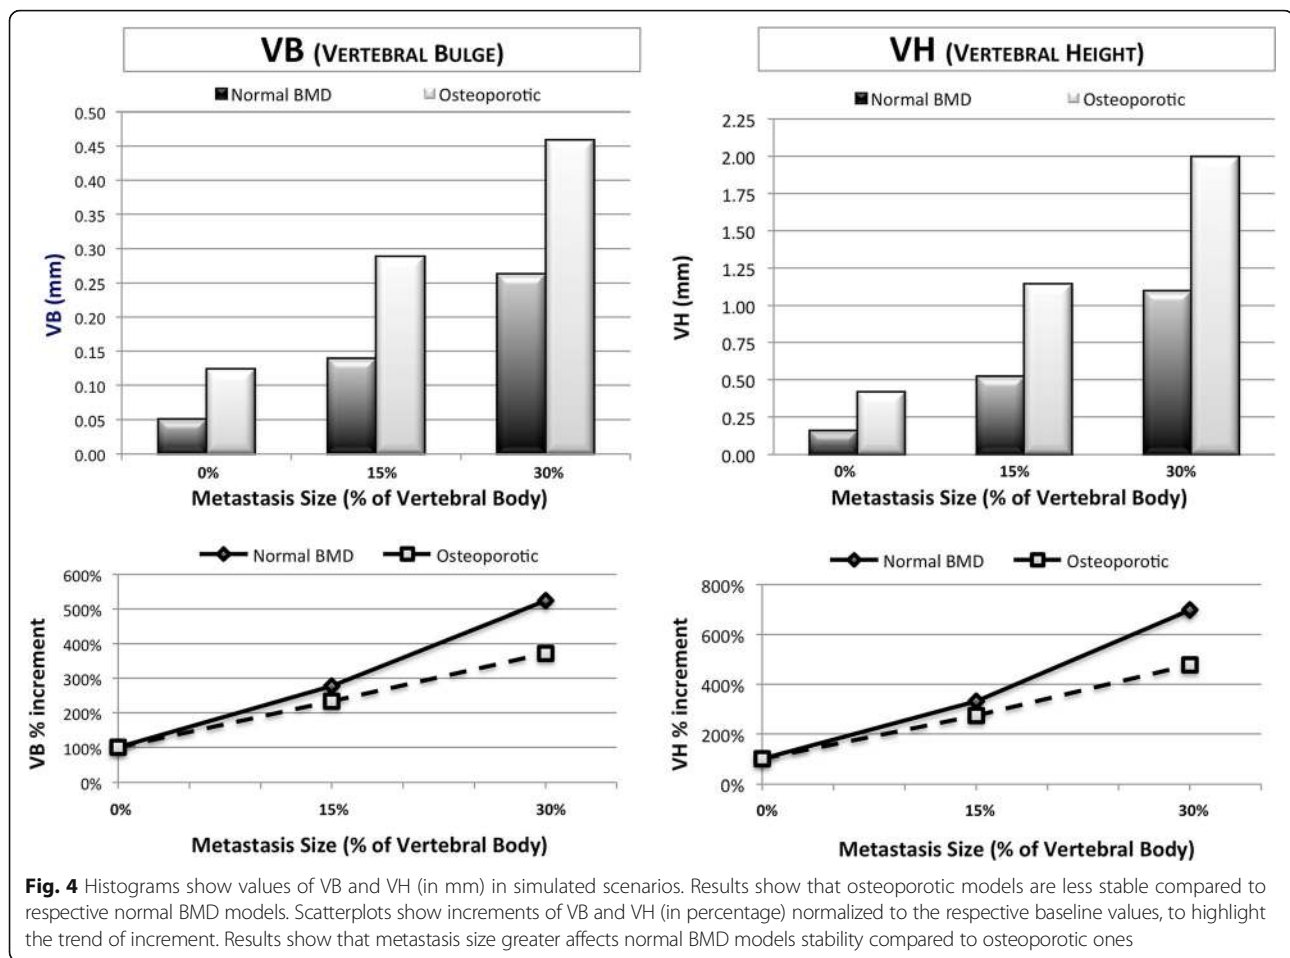 VB (VERTEBRAL BULGE)
Normal BMD Osteoporotic
0.50
0.45
0.40
0.35
0.30
0.25
0.20
0.15
0.10
0.05
0.00
VB (mm)
0% 15% 30%
Metastasis Size (% of Vertebral Body)
VH (VERTEBRAL HEIGHT)
Normal BMD Osteoporotic
2.25
2.00
1.75
1.50
1.25
1.00
0.75
0.50
0.25
0.00
VH (mm)
0% 15% 30%
Metastasis Size (% of Vertebral Body)
Normal BMD Osteoporotic
600%
500%
400%
300%
200%
100%
0%
VB % increment
0% 15% 30%
Metastasis Size (% of Vertebral Body)
Normal BMD Osteoporotic
800%
600%
400%
200%
0%
VH % increment
0% 15% 30%
Metastasis Size (% of Vertebral Body)
Fig. 4 Histograms show values of VB and VH (in mm) in simulated scenarios. Results show that osteoporotic models are less stable compared to
respective normal BMD models. Scatterplots show increments of VB and VH (in percentage) normalized to the respective baseline values, to highlight
the trend of increment. Results show that metastasis size greater affects normal BMD models stability compared to osteoporotic ones